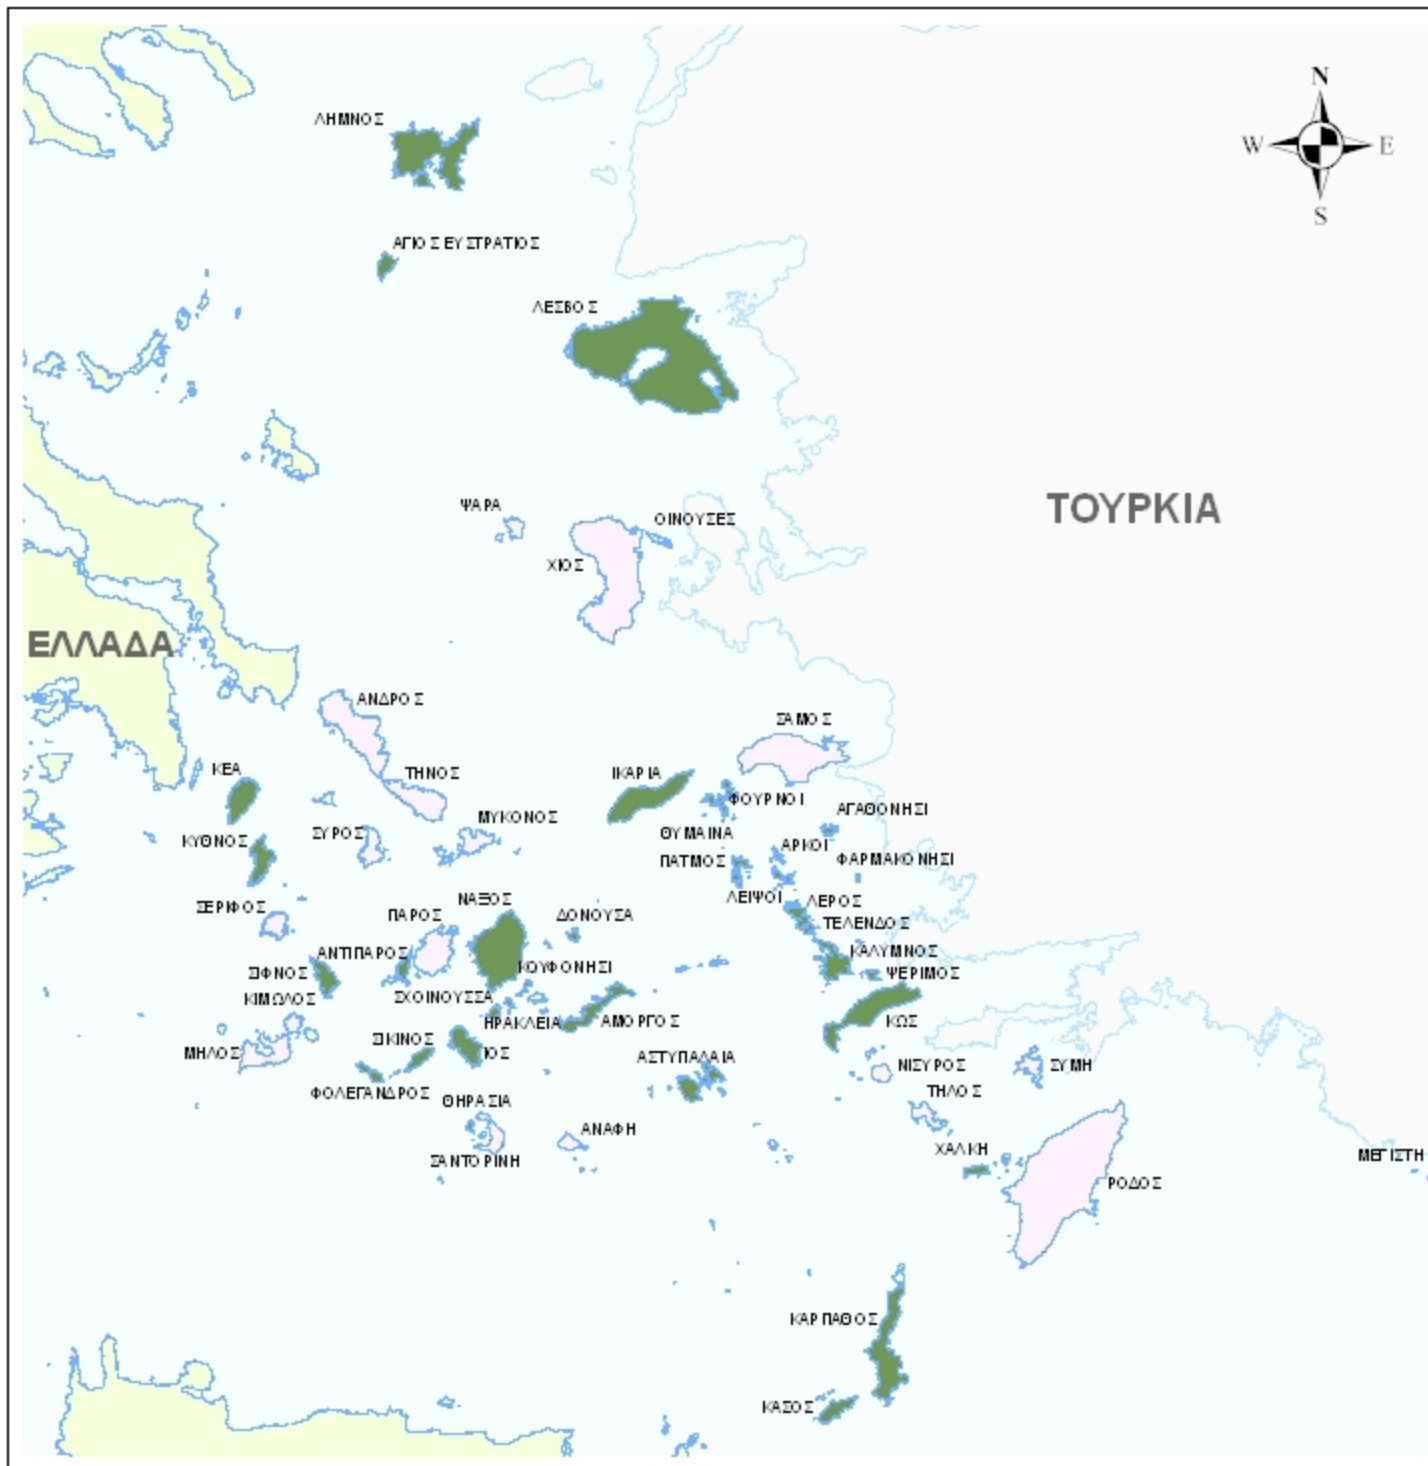 N
W E
S
ΛΗΜΝΟΣ
ΑΓΙΟΣ ΕΥΣΤΡΑΤΙΟΣ
ΛΕΣΒΟΣ
ΨΑΡΑ
ΟΙΝΟΥΣΕΣ
ΤΟΥΡΚΙΑ
ΧΙΟΣ
ΕΛΛΑΔΑ
ΑΝΔΡΟΣ
ΣΑΜΟΣ
ΚΕΑ
ΤΗΝΟΣ
ΙΚΑΡΙΑ
ΦΟΥΡΝΟΙ
ΑΓΑΘΟΝΗΣΙ
ΜΥΚΟΝΟΣ
ΣΥΡΟΣ
ΘΥΜΑΙΝΑ
ΚΥΘΝΟΣ
ΑΡΚΟΙ
ΠΑΤΜΟΣ
ΦΑΡΜΑΚΟΝΗΣΙ
ΛΕΙΨΟΙ
ΛΕΡΟΣ
ΣΕΡΙΦΟΣ
ΝΑΞΟΣ
ΠΑΡΟΣ
ΔΟΝΟΥΣΑ
ΤΕΛΕΝΔΟΣ
ΑΝΤΙΠΑΡΟΣ
ΚΑΛΥΜΝΟΣ
ΚΟΥΦΟΝΗΣΙ
ΣΙΦΝΟΣ
ΨΕΡΙΜΟΣ
ΚΙΜΩΛΟΣ
ΣΧΟΙΝΟΥΣΣΑ
ΗΡΑΚΛΕΙΑ
ΑΜΟΡΓΟΣ
ΚΩΣ
ΣΙΚΙΝΟΣ
ΜΗΛΟΣ
ΙΟΣ
ΑΣΤΥΠΑΛΑΙΑ
ΝΙΣΥΡΟΣ
ΣΥΜΗ
ΦΟΛΕΓΑΝΔΡΟΣ
ΤΗΛΟΣ
ΘΗΡΑΣΙΑ
ΑΝΑΦΗ
ΧΑΛΚΗ
ΜΕΓΙΣΤΗ
ΣΑΝΤΟΡΙΝΗ
ΡΟΔΟΣ
ΚΑΡΠΑΘΟΣ
ΚΑΣΟΣ